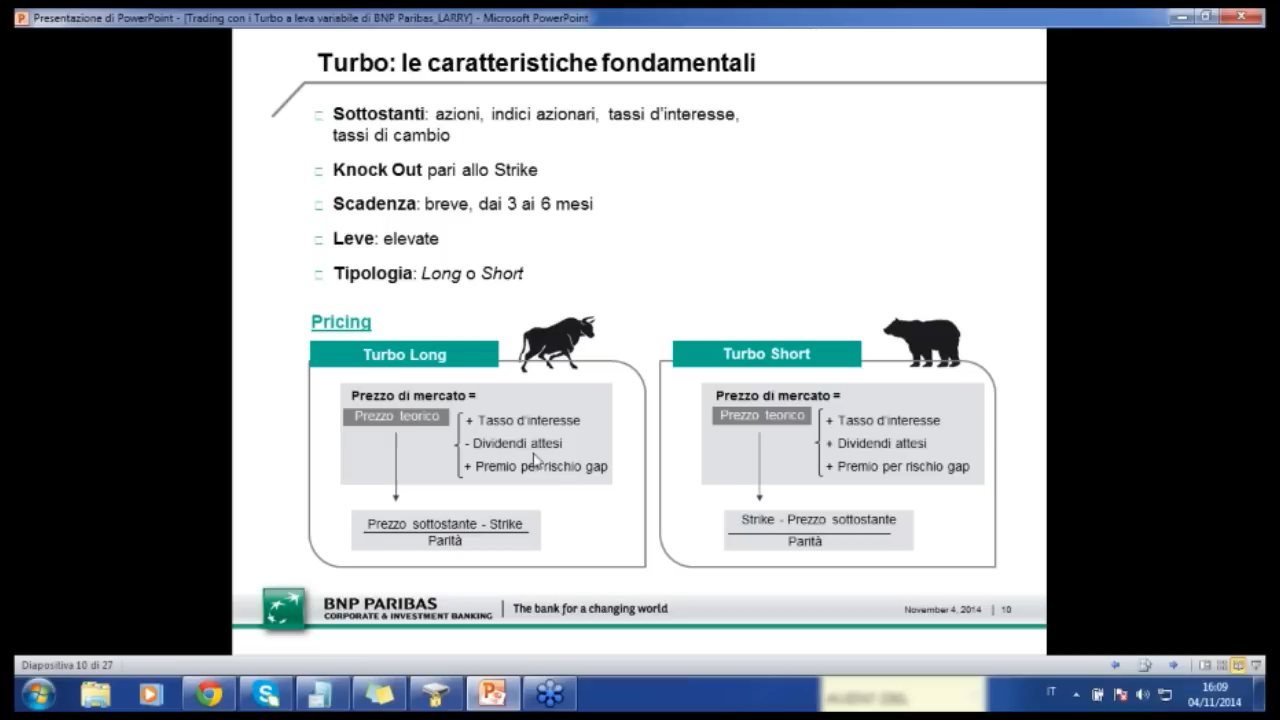 Presentazione di PowerPoint - [Trading con i Turbo a leva variabile di BNP Paribas_LARRY] - Microsoft PowerPoint
Turbo: le caratteristiche fondamentali
Sottostanti: azioni, indici azionari, tassi d'interesse,
tassi di cambio
Knock Out pari allo Strike
Scadenza: breve, dai 3 ai 6 mesi
Leve: elevate
Tipologia: Long o Short
Pricing
Turbo Long
Prezzo di mercato =
Prezzo teorico
+ Tasso d'interesse
- Dividendi attesi
+ Premio per rischio gap
Prezzo sottostante - Strike
Parità
Turbo Short
Prezzo di mercato =
Prezzo teorico
+ Tasso d'interesse
+ Dividendi attesi
+ Premio per rischio gap
Strike - Prezzo sottostante
Parità
BNP PARIBAS
CORPORATE & INVESTMENT BANKING
The bank for a changing world
November 4, 2014 | 10
Diapositiva 10 di 27
IT
16:09
04/11/2014